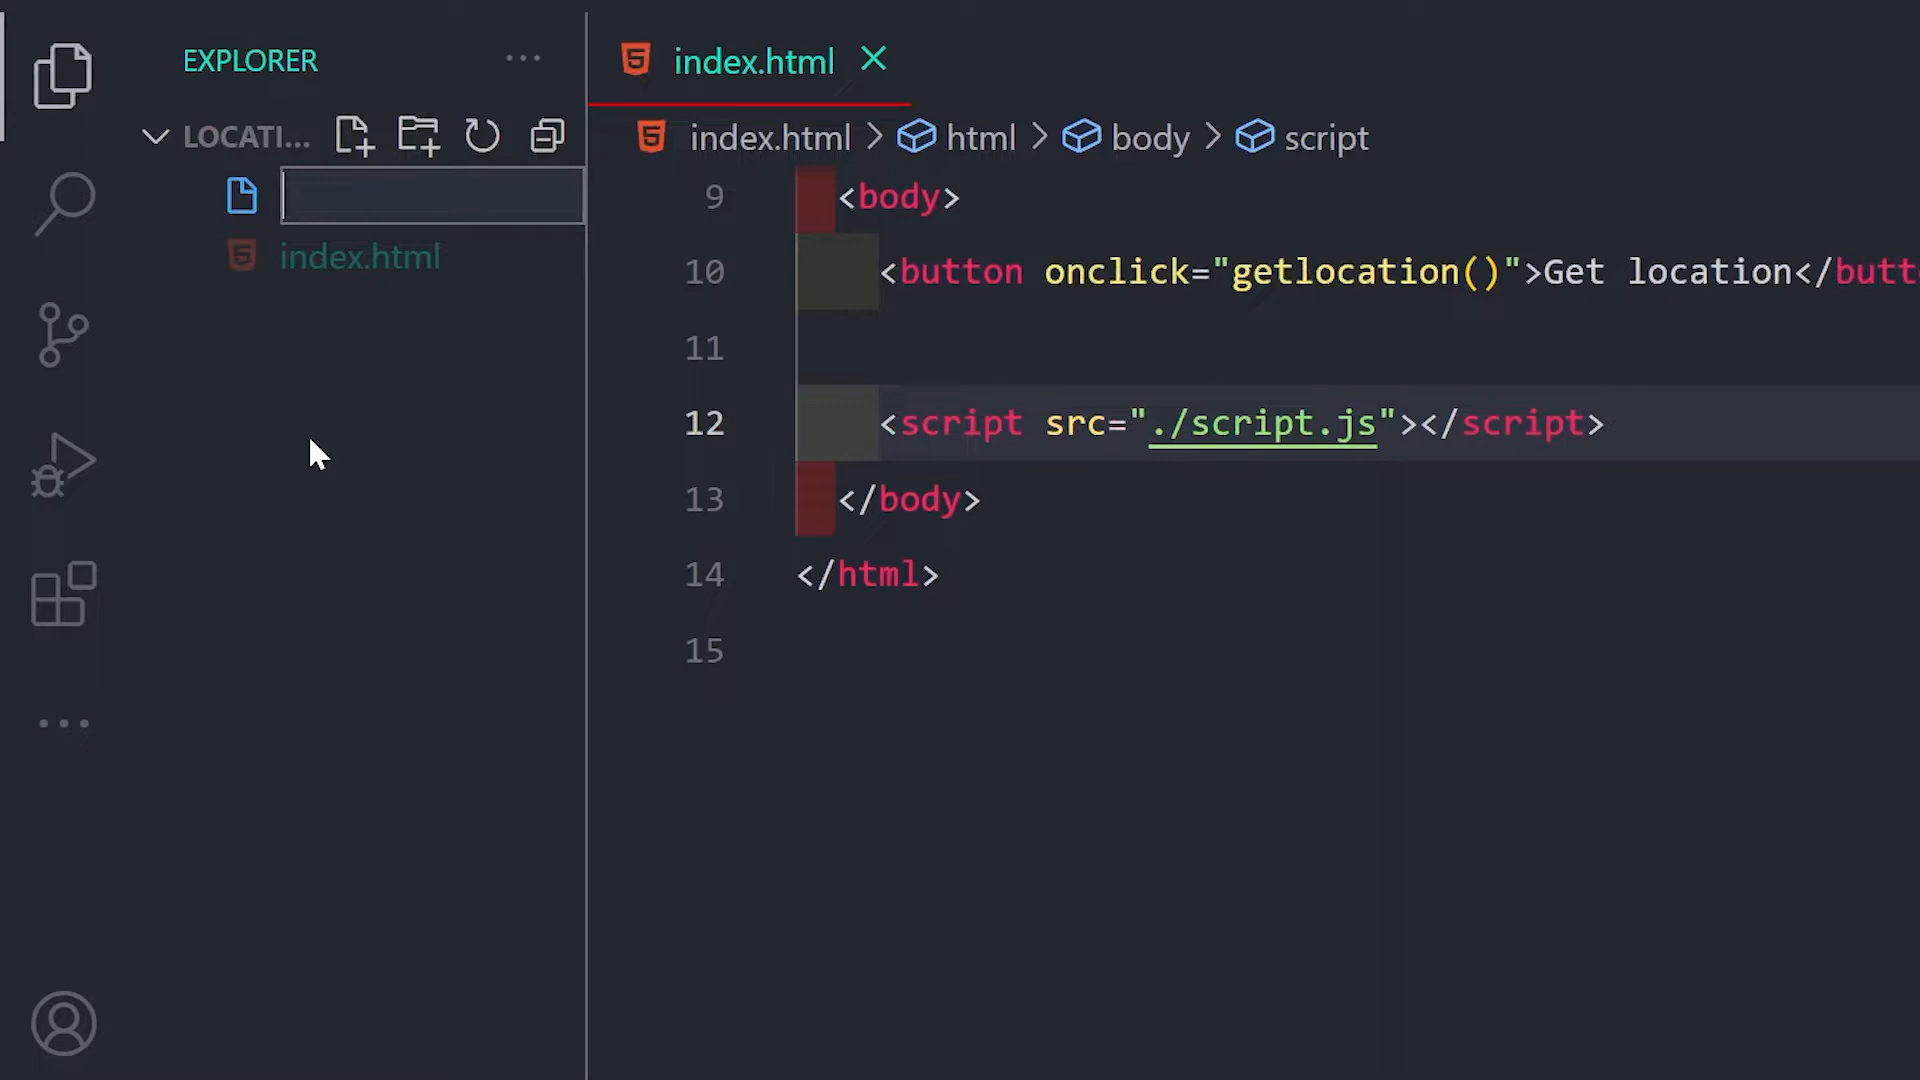 EXPLORER
LOCATI...
index.html
index.html
index.html > html > body > script
9 <body>
10 <button onclick="getlocation()">Get location</butt
11
12 <script src="./script.js"></script>
13 </body>
14 </html>
15